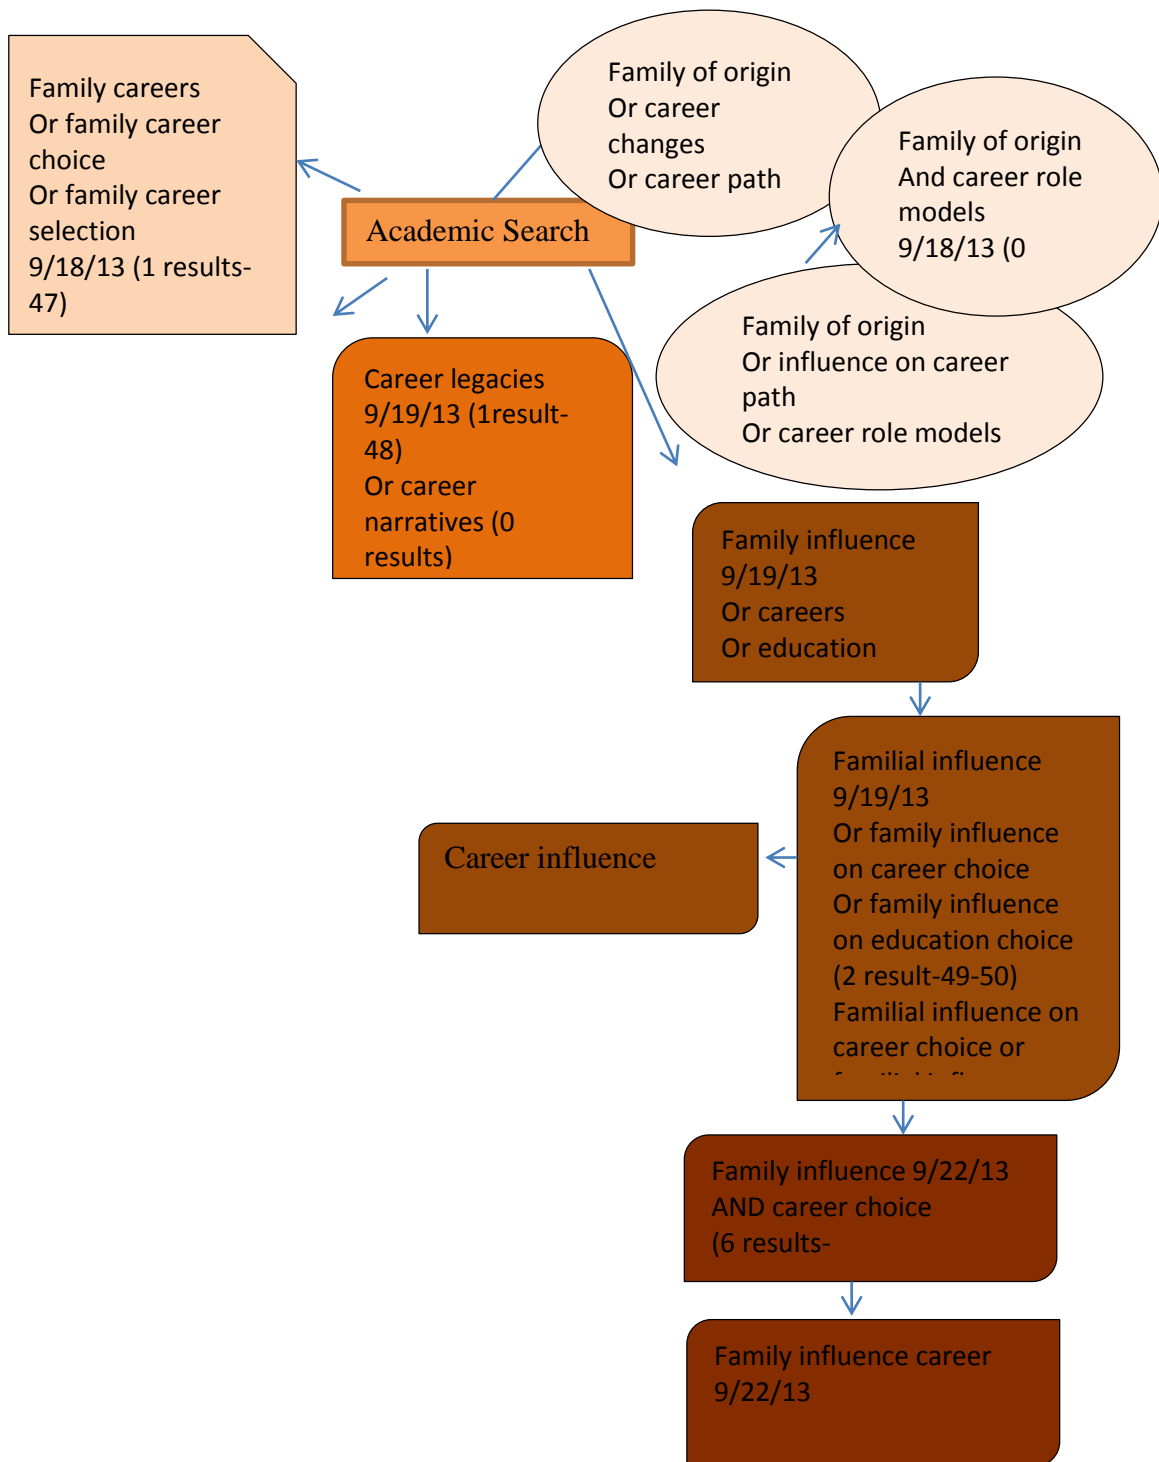 Family careers
Or family career
choice
Or family career
selection
9/18/13 (1 results-
47)
Family of origin
Or career
changes
Or career path
Family of origin
And career role
models
9/18/13 (0
Academic Search
Family of origin
Or influence on career
path
Or career role models
Career legacies
9/19/13 (1result-
48)
Or career
narratives (0
results)
Family influence
9/19/13
Or careers
Or education
Familial influence
9/19/13
Or family influence
on career choice
Or family influence
on education choice
(2 result-49-50)
Familial influence on
career choice or
Career influence
Family influence 9/22/13
AND career choice
(6 results-
Family influence career
9/22/13